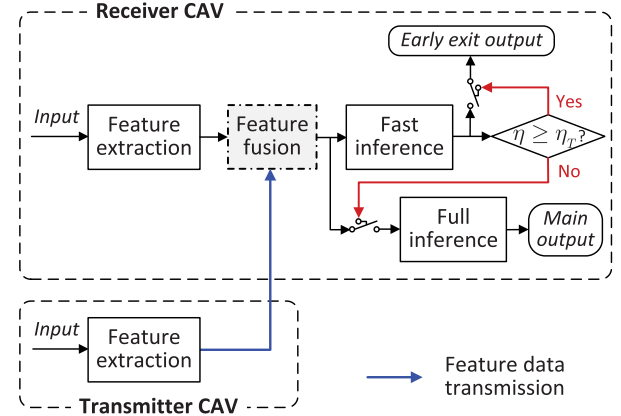 Receiver CAV
Early exit output
Input
Feature
extraction
Feature
fusion
Fast
inference
η ≥ η_T?
Yes
No
Full
inference
Main
output
Input
Feature
extraction
Transmitter CAV
Feature data
transmission